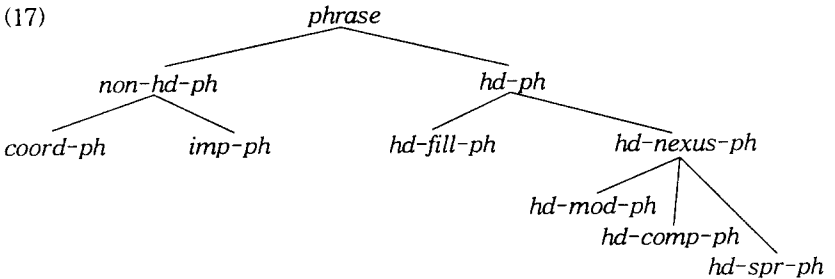 (17)
phrase
non-hd-ph hd-ph
coord-ph imp-ph hd-fill-ph hd-nexus-ph
hd-mod-ph
hd-comp-ph
hd-spr-ph